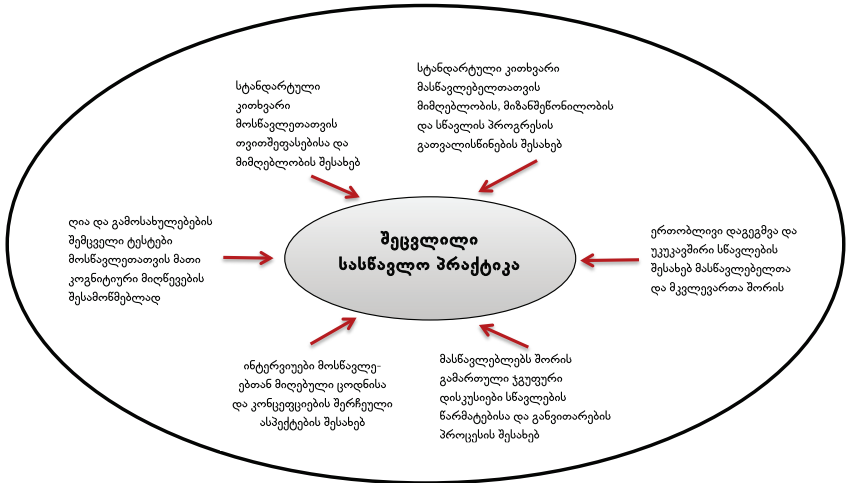 სტანდარტული
კითხვარი
მოსწავლეთათვის
თვითშეფასებისა და
მიმღებლობის შესახებ
სტანდარტული კითხვარი
მასწავლებელთათვის
მიმღებლობის, მიზანშეწონილობის
და სწავლის პროგრესის
გათვალისწინების შესახებ
ღია და გამოსახულებების
შემცველი ტესტები
მოსწავლეთათვის მათი
კოგნიტიური მიღწევების
შესამოწმებლად
შეცვლილი
სასწავლო პრაქტიკა
ერთობლივი დაგეგმვა და
უკუკავშირი სწავლების
შესახებ მასწავლებელთა
და მკვლევართა შორის
ინტერვიუები მოსწავლე-
ებთან მიღებული ცოდნისა
და კონცეფციების შერჩეული
ასპექტების შესახებ
მასწავლებლებს შორის
გამართული ჯგუფური
დისკუსიები სწავლების
წარმატებისა და განვითარების
პროცესის შესახებ